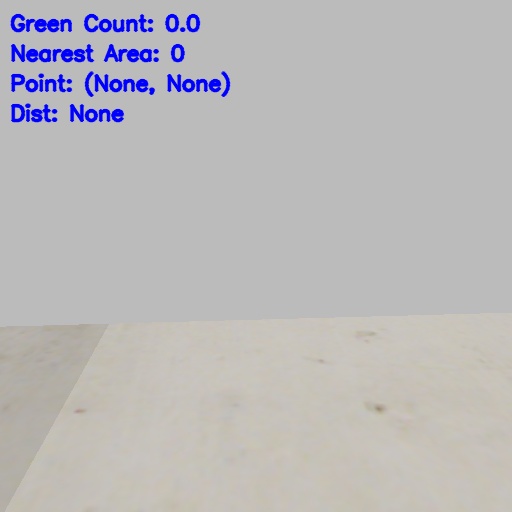 Green Count: 0.0
Nearest Area: 0
Point: (None, None)
Dist: None